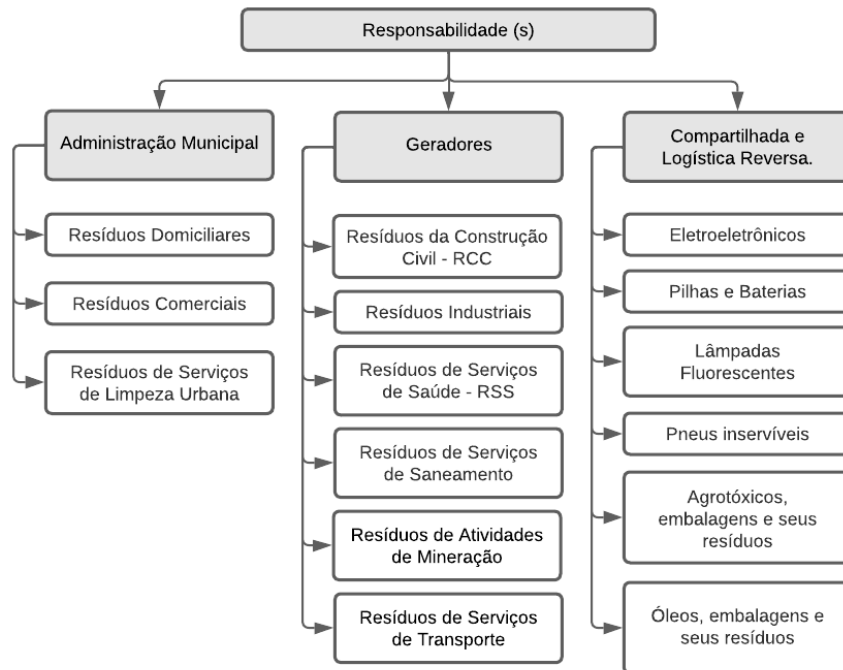 Responsabilidade (s)
Administração Municipal
Resíduos Domiciliares
Resíduos Comerciais
Resíduos de Serviços
de Limpeza Urbana
Geradores
Resíduos da Construção
Civil - RCC
Resíduos Industriais
Resíduos de Serviços
de Saúde - RSS
Resíduos de Serviços
de Saneamento
Resíduos de Atividades
de Mineração
Resíduos de Serviços
de Transporte
Compartilhada e
Logística Reversa.
Eletroeletrônicos
Pilhas e Baterias
Lâmpadas
Fluorescentes
Pneus inservíveis
Agrotóxicos,
embalagens e seus
resíduos
Óleos, embalagens e
seus resíduos